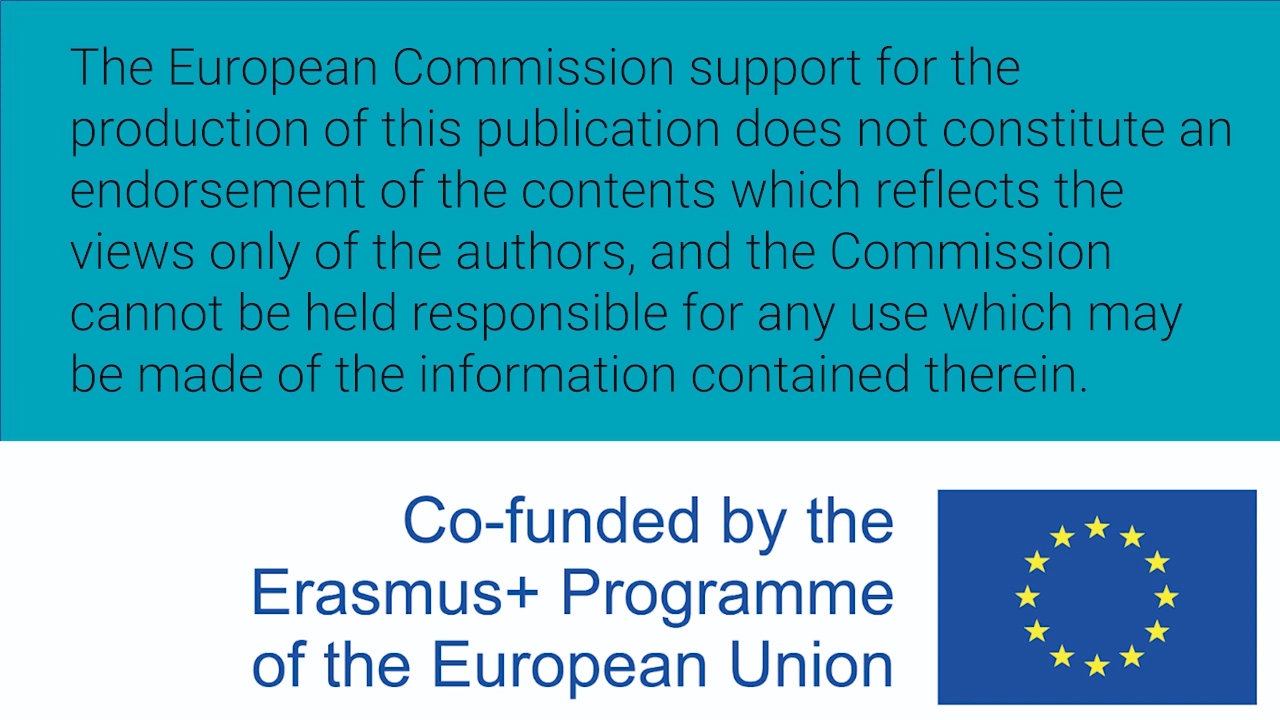 The European Commission support for the
production of this publication does not constitute an
endorsement of the contents which reflects the
views only of the authors, and the Commission
cannot be held responsible for any use which may
be made of the information contained therein.
Co-funded by the
Erasmus+ Programme
of the European Union